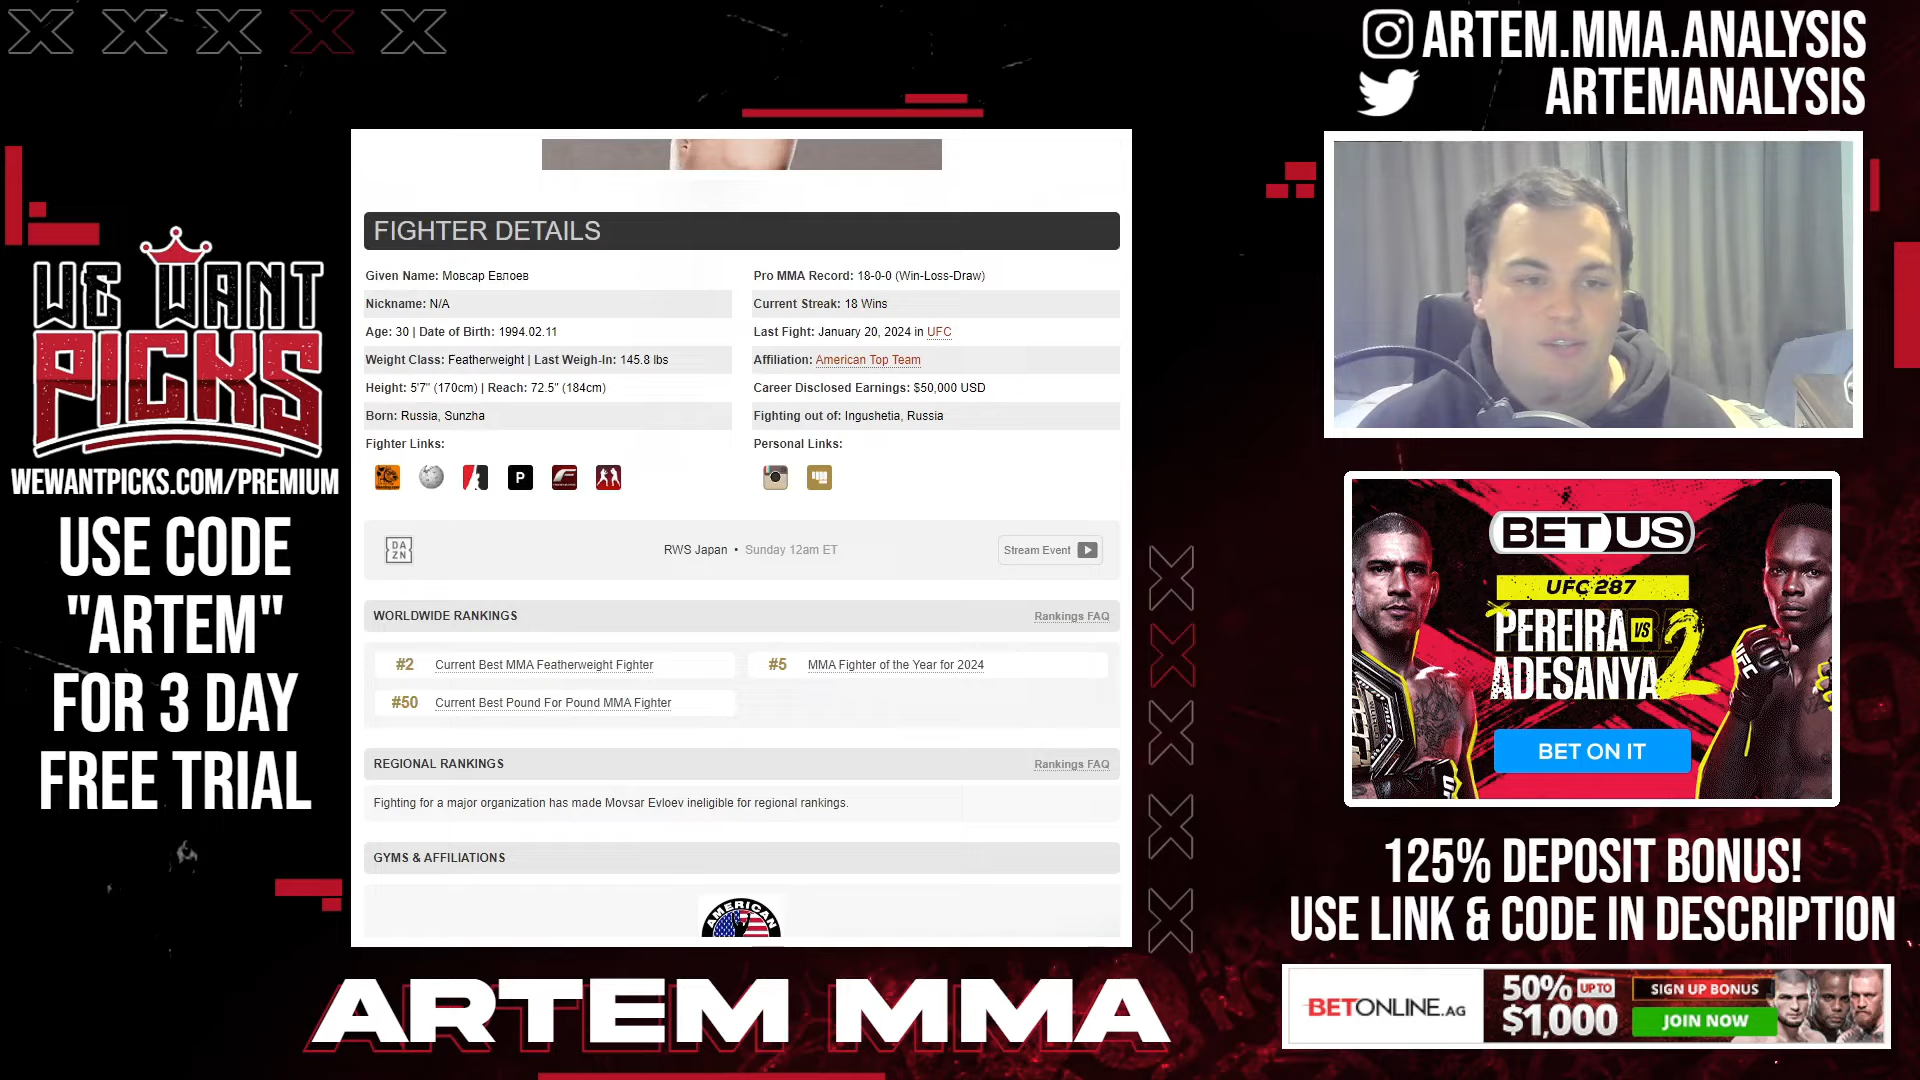 ARTEM.MMA.ANALYSIS
ARTEMANALYSIS
WE WANT
PICKS
WEWANTPICKS.COM/PREMIUM
USE CODE
"ARTEM"
FOR 3 DAY
FREE TRIAL
FIGHTER DETAILS
Given Name: Мовсар Евлоев
Pro MMA Record: 18-0-0 (Win-Loss-Draw)
Nickname: N/A
Current Streak: 18 Wins
Age: 30 | Date of Birth: 1994.02.11
Last Fight: January 20, 2024 in UFC
Weight Class: Featherweight | Last Weigh-In: 145.8 lbs
Affiliation: American Top Team
Height: 5'7" (170cm) | Reach: 72.5" (184cm)
Career Disclosed Earnings: $50,000 USD
Born: Russia, Sunzha
Fighting out of: Ingushetia, Russia
Fighter Links:
Personal Links:
P
DA
ZN
RWS Japan • Sunday 12am ET
Stream Event
WORLDWIDE RANKINGS
Rankings FAQ
#2 Current Best MMA Featherweight Fighter
#5 MMA Fighter of the Year for 2024
#50 Current Best Pound For Pound MMA Fighter
REGIONAL RANKINGS
Rankings FAQ
Fighting for a major organization has made Movsar Evloev ineligible for regional rankings.
GYMS & AFFILIATIONS
AMERICAN
ARTEM MMA
BETUS
UFC 287
PEREIRA VS
ADESANYA 2
UFC
BET ON IT
125% DEPOSIT BONUS!
USE LINK & CODE IN DESCRIPTION
BETONLINE.AG
50% UP TO
$1,000
SIGN UP BONUS
JOIN NOW